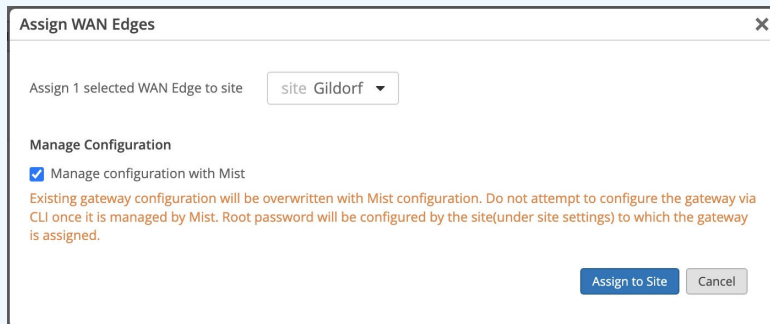 Assign WAN Edges
Assign 1 selected WAN Edge to site
site Gildorf
Manage Configuration
Manage configuration with Mist
Existing gateway configuration will be overwritten with Mist configuration. Do not attempt to configure the gateway via
CLI once it is managed by Mist. Root password will be configured by the site(under site settings) to which the gateway
is assigned.
Assign to Site
Cancel